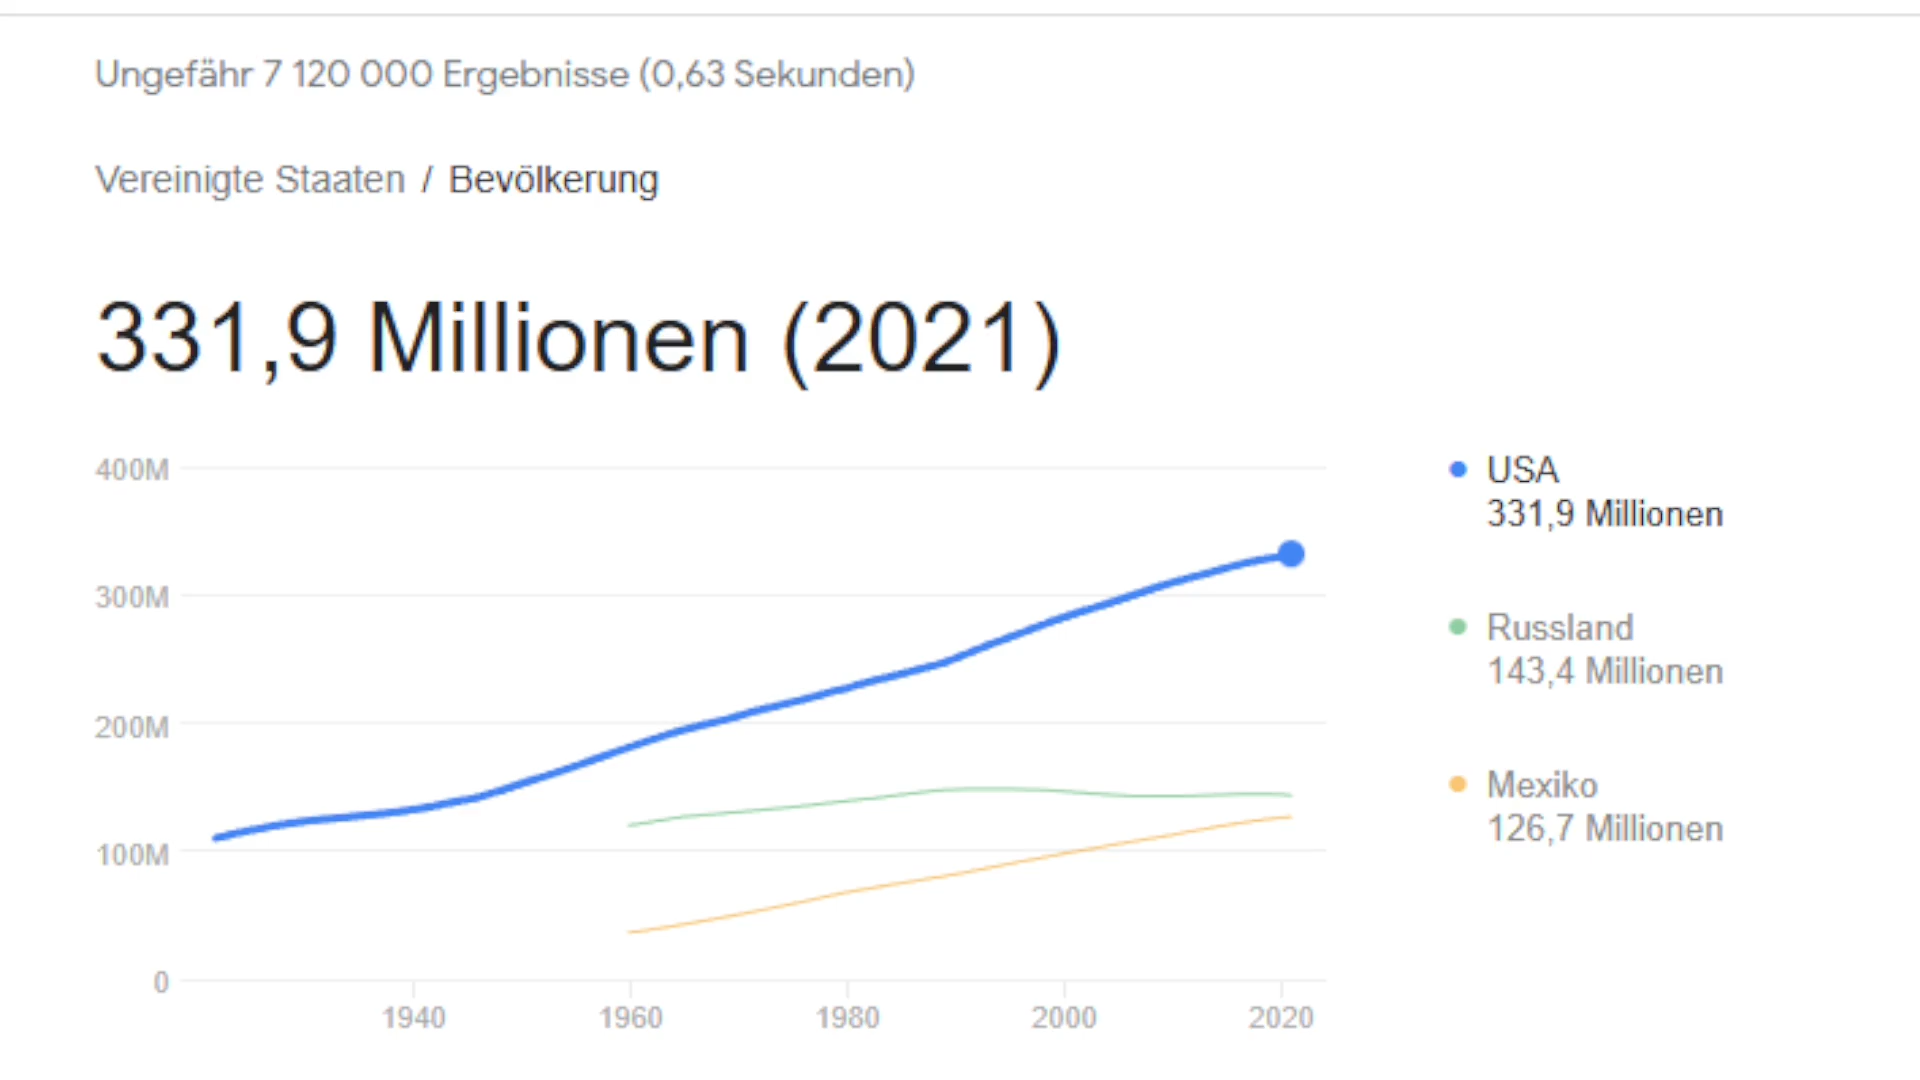 Ungefähr 7 120 000 Ergebnisse (0,63 Sekunden)
Vereinigte Staaten / Bevölkerung
331,9 Millionen (2021)
400M
300M
200M
100M
0
1940 1960 1980 2000 2020
USA
331,9 Millionen
Russland
143,4 Millionen
Mexiko
126,7 Millionen